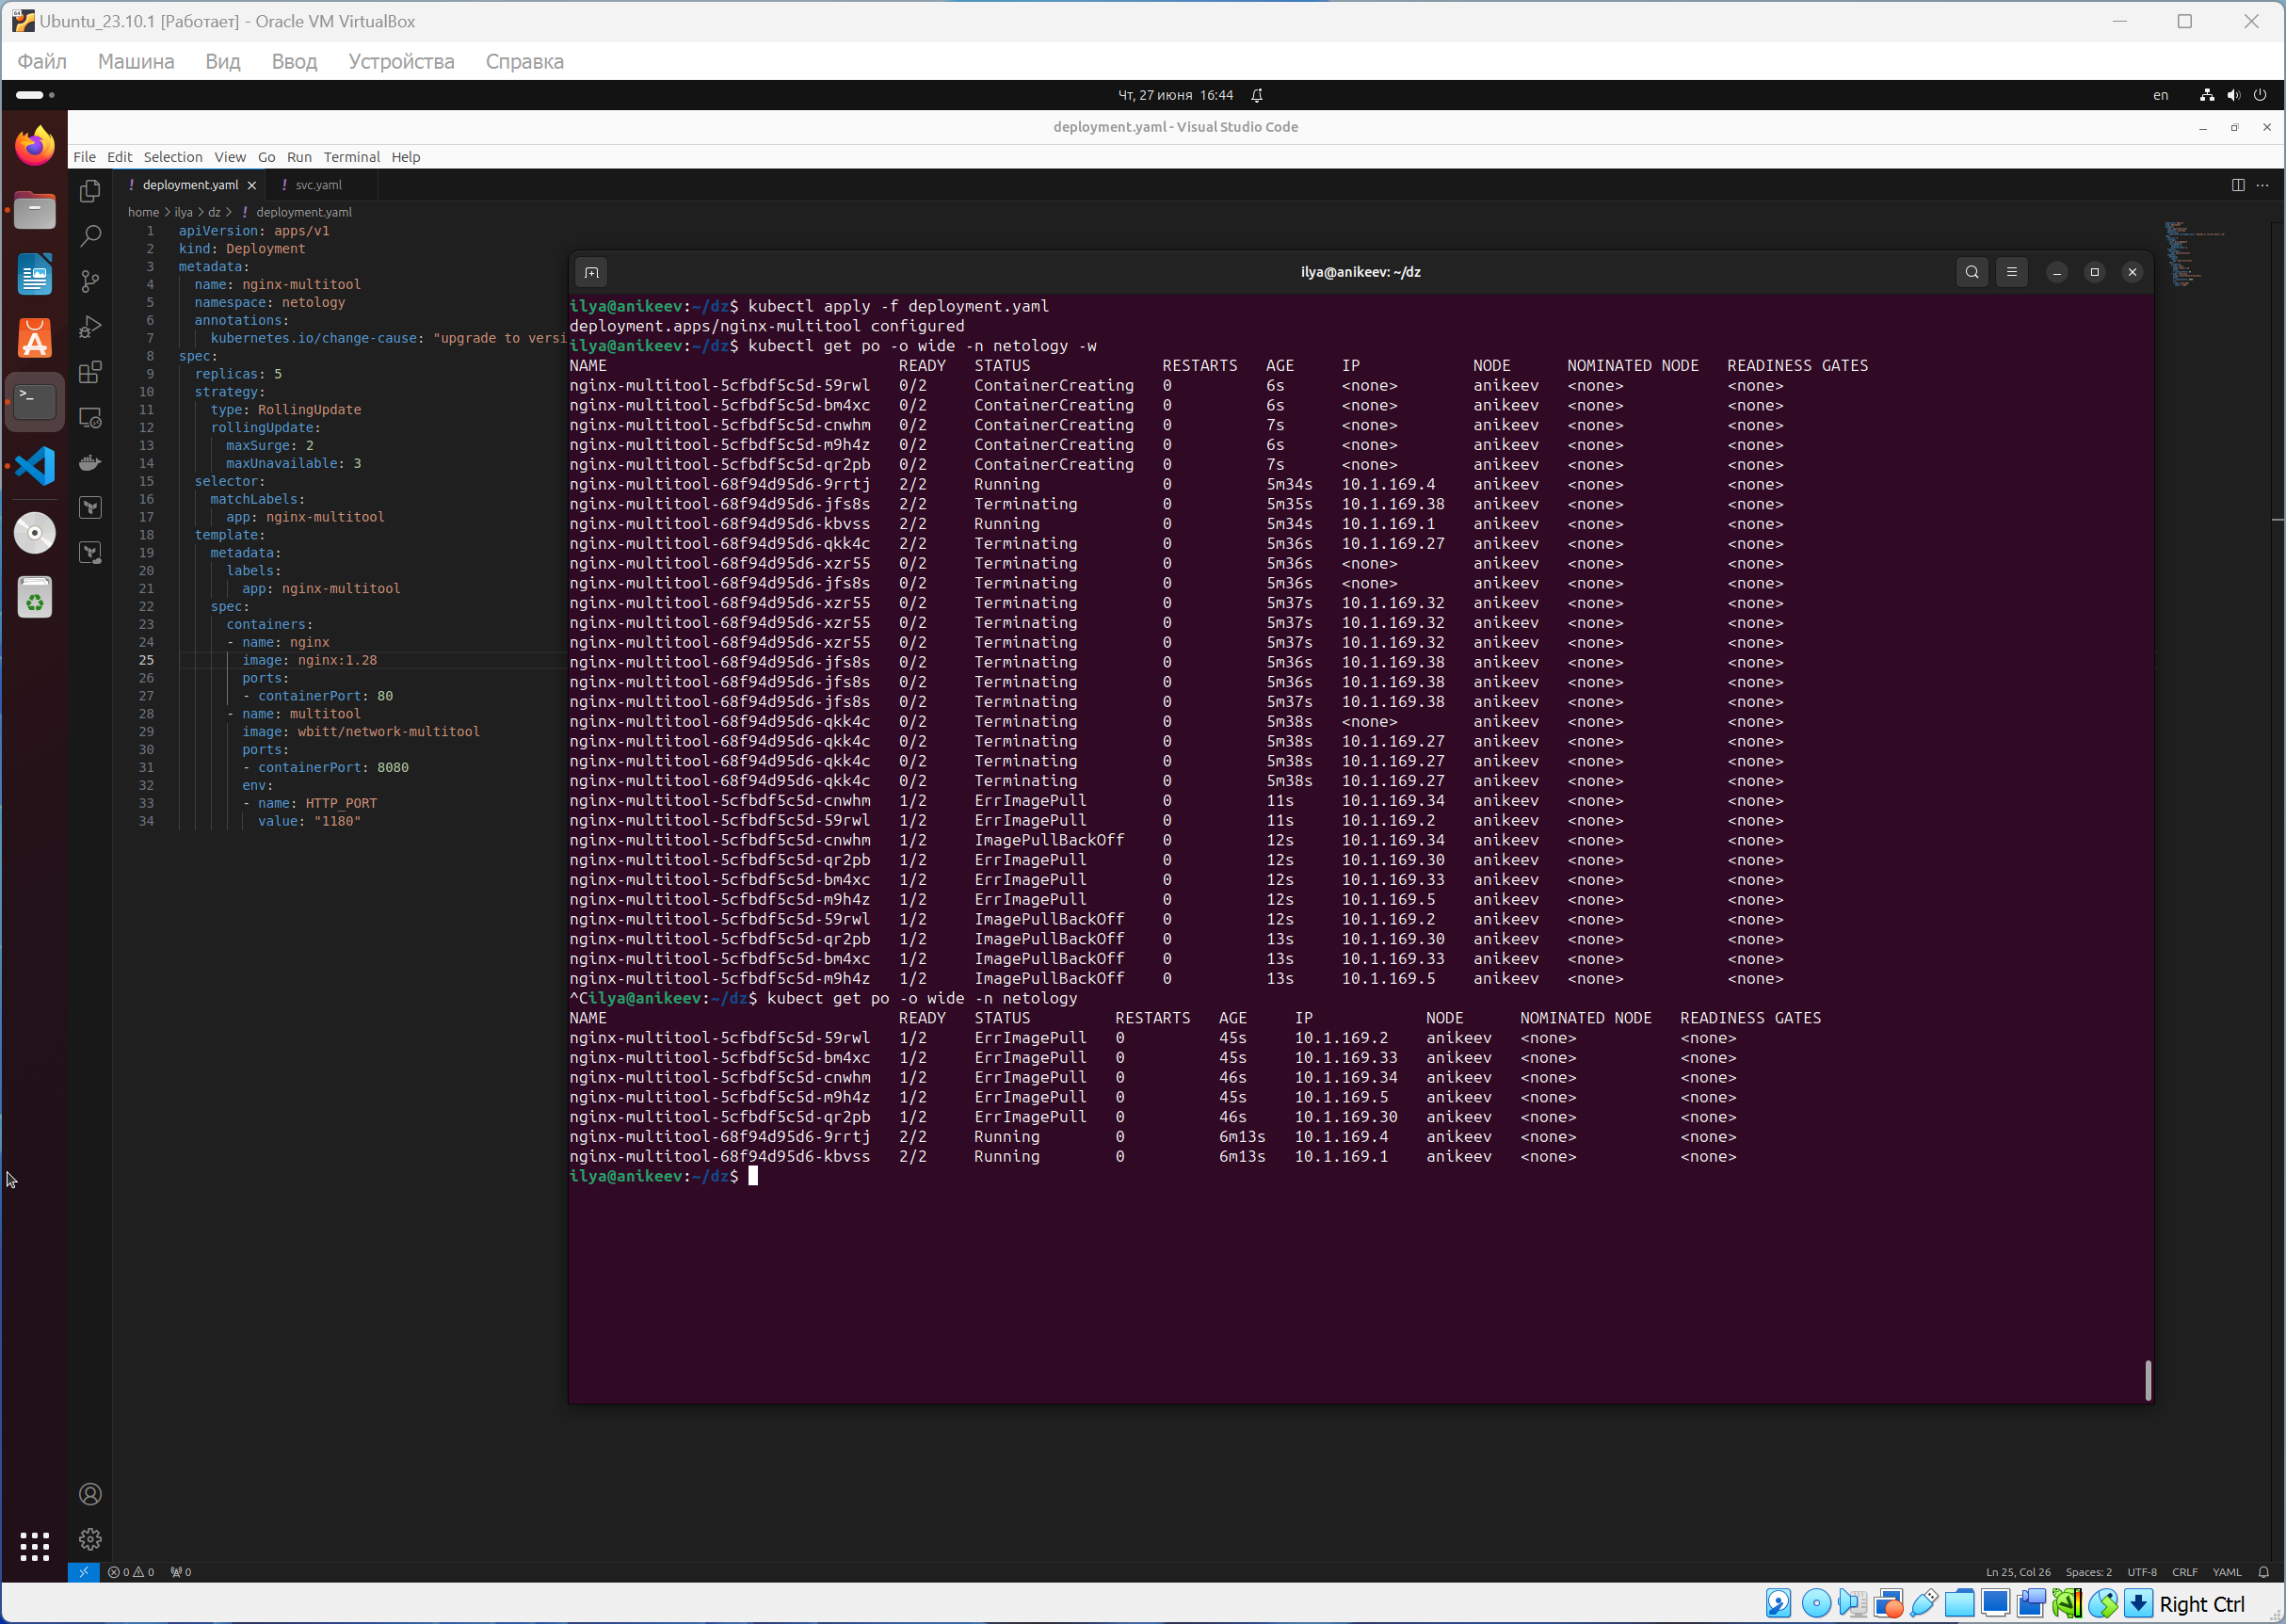 Ubuntu_23.10.1 [Работает] - Oracle VM VirtualBox
Файл Машина Вид Ввод Устройства Справка
Чт, 27 июня 16:44
en
deployment.yaml - Visual Studio Code
File Edit Selection View Go Run Terminal Help
! deployment.yaml ! svc.yaml
home > ilya > dz > ! deployment.yaml
1 apiVersion: apps/v1
2 kind: Deployment
3 metadata:
4 name: nginx-multitool
5 namespace: netology
6 annotations:
7 kubernetes.io/change-cause: "upgrade to versi
8 spec:
9 replicas: 5
10 strategy:
11 type: RollingUpdate
12 rollingUpdate:
13 maxSurge: 2
14 maxUnavailable: 3
15 selector:
16 matchLabels:
17 app: nginx-multitool
18 template:
19 metadata:
20 labels:
21 app: nginx-multitool
22 spec:
23 containers:
24 - name: nginx
25 image: nginx:1.28
26 ports:
27 - containerPort: 80
28 - name: multitool
29 image: wbitt/network-multitool
30 ports:
31 - containerPort: 8080
32 env:
33 - name: HTTP_PORT
34 value: "1180"
ilya@anikeev: ~/dz
ilya@anikeev:~/dz$ kubectl apply -f deployment.yaml
deployment.apps/nginx-multitool configured
ilya@anikeev:~/dz$ kubectl get po -o wide -n netology -w
NAME READY STATUS RESTARTS AGE IP NODE NOMINATED NODE READINESS GATES
nginx-multitool-5cfbdf5c5d-59rwl 0/2 ContainerCreating 0 6s <none> anikeev <none> <none>
nginx-multitool-5cfbdf5c5d-bm4xc 0/2 ContainerCreating 0 6s <none> anikeev <none> <none>
nginx-multitool-5cfbdf5c5d-cnwhm 0/2 ContainerCreating 0 7s <none> anikeev <none> <none>
nginx-multitool-5cfbdf5c5d-m9h4z 0/2 ContainerCreating 0 6s <none> anikeev <none> <none>
nginx-multitool-5cfbdf5c5d-qr2pb 0/2 ContainerCreating 0 7s <none> anikeev <none> <none>
nginx-multitool-68f94d95d6-9rrtj 2/2 Running 0 5m34s 10.1.169.4 anikeev <none> <none>
nginx-multitool-68f94d95d6-jfs8s 2/2 Terminating 0 5m35s 10.1.169.38 anikeev <none> <none>
nginx-multitool-68f94d95d6-kbvss 2/2 Running 0 5m34s 10.1.169.1 anikeev <none> <none>
nginx-multitool-68f94d95d6-qkk4c 2/2 Terminating 0 5m36s 10.1.169.27 anikeev <none> <none>
nginx-multitool-68f94d95d6-xzr55 0/2 Terminating 0 5m36s <none> anikeev <none> <none>
nginx-multitool-68f94d95d6-jfs8s 0/2 Terminating 0 5m36s <none> anikeev <none> <none>
nginx-multitool-68f94d95d6-xzr55 0/2 Terminating 0 5m37s 10.1.169.32 anikeev <none> <none>
nginx-multitool-68f94d95d6-xzr55 0/2 Terminating 0 5m37s 10.1.169.32 anikeev <none> <none>
nginx-multitool-68f94d95d6-xzr55 0/2 Terminating 0 5m37s 10.1.169.32 anikeev <none> <none>
nginx-multitool-68f94d95d6-jfs8s 0/2 Terminating 0 5m36s 10.1.169.38 anikeev <none> <none>
nginx-multitool-68f94d95d6-jfs8s 0/2 Terminating 0 5m36s 10.1.169.38 anikeev <none> <none>
nginx-multitool-68f94d95d6-jfs8s 0/2 Terminating 0 5m37s 10.1.169.38 anikeev <none> <none>
nginx-multitool-68f94d95d6-qkk4c 0/2 Terminating 0 5m38s <none> anikeev <none> <none>
nginx-multitool-68f94d95d6-qkk4c 0/2 Terminating 0 5m38s 10.1.169.27 anikeev <none> <none>
nginx-multitool-68f94d95d6-qkk4c 0/2 Terminating 0 5m38s 10.1.169.27 anikeev <none> <none>
nginx-multitool-68f94d95d6-qkk4c 0/2 Terminating 0 5m38s 10.1.169.27 anikeev <none> <none>
nginx-multitool-5cfbdf5c5d-cnwhm 1/2 ErrImagePull 0 11s 10.1.169.34 anikeev <none> <none>
nginx-multitool-5cfbdf5c5d-59rwl 1/2 ErrImagePull 0 11s 10.1.169.2 anikeev <none> <none>
nginx-multitool-5cfbdf5c5d-cnwhm 1/2 ImagePullBackOff 0 12s 10.1.169.34 anikeev <none> <none>
nginx-multitool-5cfbdf5c5d-qr2pb 1/2 ErrImagePull 0 12s 10.1.169.30 anikeev <none> <none>
nginx-multitool-5cfbdf5c5d-bm4xc 1/2 ErrImagePull 0 12s 10.1.169.33 anikeev <none> <none>
nginx-multitool-5cfbdf5c5d-m9h4z 1/2 ErrImagePull 0 12s 10.1.169.5 anikeev <none> <none>
nginx-multitool-5cfbdf5c5d-59rwl 1/2 ImagePullBackOff 0 12s 10.1.169.2 anikeev <none> <none>
nginx-multitool-5cfbdf5c5d-qr2pb 1/2 ImagePullBackOff 0 13s 10.1.169.30 anikeev <none> <none>
nginx-multitool-5cfbdf5c5d-bm4xc 1/2 ImagePullBackOff 0 13s 10.1.169.33 anikeev <none> <none>
nginx-multitool-5cfbdf5c5d-m9h4z 1/2 ImagePullBackOff 0 13s 10.1.169.5 anikeev <none> <none>
^Cilya@anikeev:~/dz$ kubect get po -o wide -n netology
NAME READY STATUS RESTARTS AGE IP NODE NOMINATED NODE READINESS GATES
nginx-multitool-5cfbdf5c5d-59rwl 1/2 ErrImagePull 0 45s 10.1.169.2 anikeev <none> <none>
nginx-multitool-5cfbdf5c5d-bm4xc 1/2 ErrImagePull 0 45s 10.1.169.33 anikeev <none> <none>
nginx-multitool-5cfbdf5c5d-cnwhm 1/2 ErrImagePull 0 46s 10.1.169.34 anikeev <none> <none>
nginx-multitool-5cfbdf5c5d-m9h4z 1/2 ErrImagePull 0 45s 10.1.169.5 anikeev <none> <none>
nginx-multitool-5cfbdf5c5d-qr2pb 1/2 ErrImagePull 0 46s 10.1.169.30 anikeev <none> <none>
nginx-multitool-68f94d95d6-9rrtj 2/2 Running 0 6m13s 10.1.169.4 anikeev <none> <none>
nginx-multitool-68f94d95d6-kbvss 2/2 Running 0 6m13s 10.1.169.1 anikeev <none> <none>
ilya@anikeev:~/dz$
0 0 0 Ln 25, Col 26 Spaces: 2 UTF-8 CRLF YAML
Right Ctrl